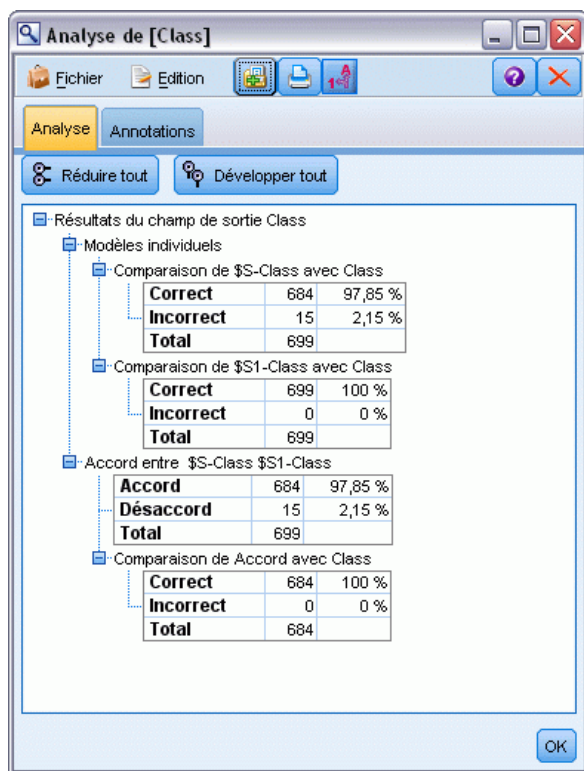 Analyse de [Class]
Fichier Edition
Analyse Annotations
Réduire tout Développer tout
Résultats du champ de sortie Class
Modèles individuels
Comparaison de $S-Class avec Class
Correct 684 97,85 %
Incorrect 15 2,15 %
Total 699
Comparaison de $S1-Class avec Class
Correct 699 100 %
Incorrect 0 0 %
Total 699
Accord entre $S-Class $S1-Class
Accord 684 97,85 %
Désaccord 15 2,15 %
Total 699
Comparaison de Accord avec Class
Correct 684 100 %
Incorrect 0 0 %
Total 684
OK